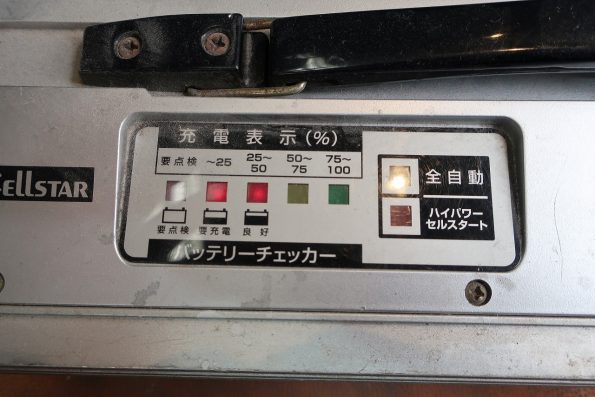 CELLSTAR
充電表示(%)
要点検 ~25 25~50 50~75 75~100
要点検 要充電 良好
バッテリーチェッカー
全自動
ハイパワー
セルスタート